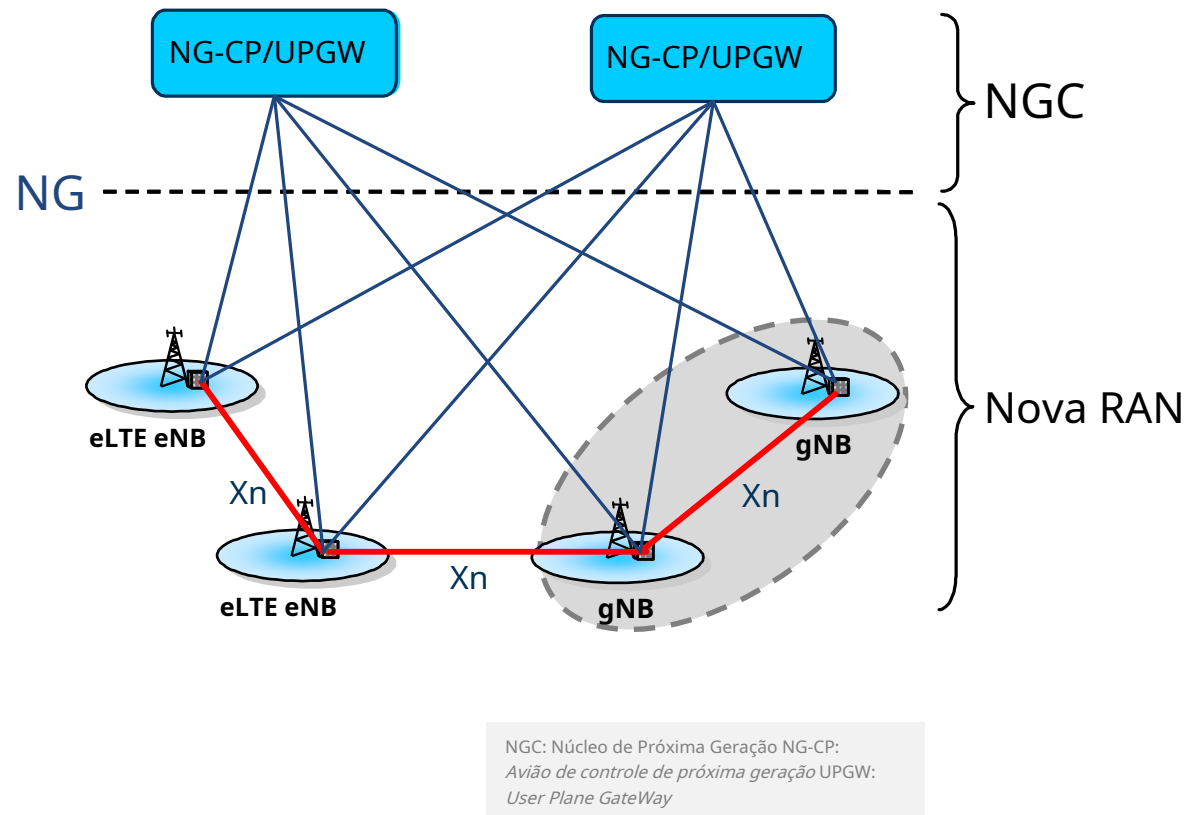 NG-CP/UPGW
NG-CP/UPGW
NGC
NG
Nova RAN
eLTE eNB
gNB
Xn
Xn
Xn
eLTE eNB
gNB
NGC: Núcleo de Próxima Geração NG-CP:
Avião de controle de próxima geração UPGW:
User Plane GateWay